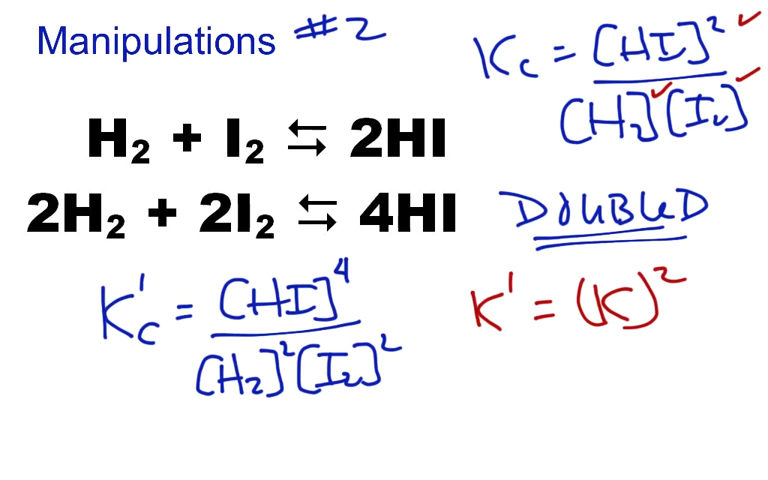 Manipulations #2
Kc = [HI]²
[H₂][I₂]
H₂ + I₂ ⇆ 2HI
2H₂ + 2I₂ ⇆ 4HI DOUBLED
K'c = [HI]⁴
[H₂]²[I₂]²
K' = (K)²